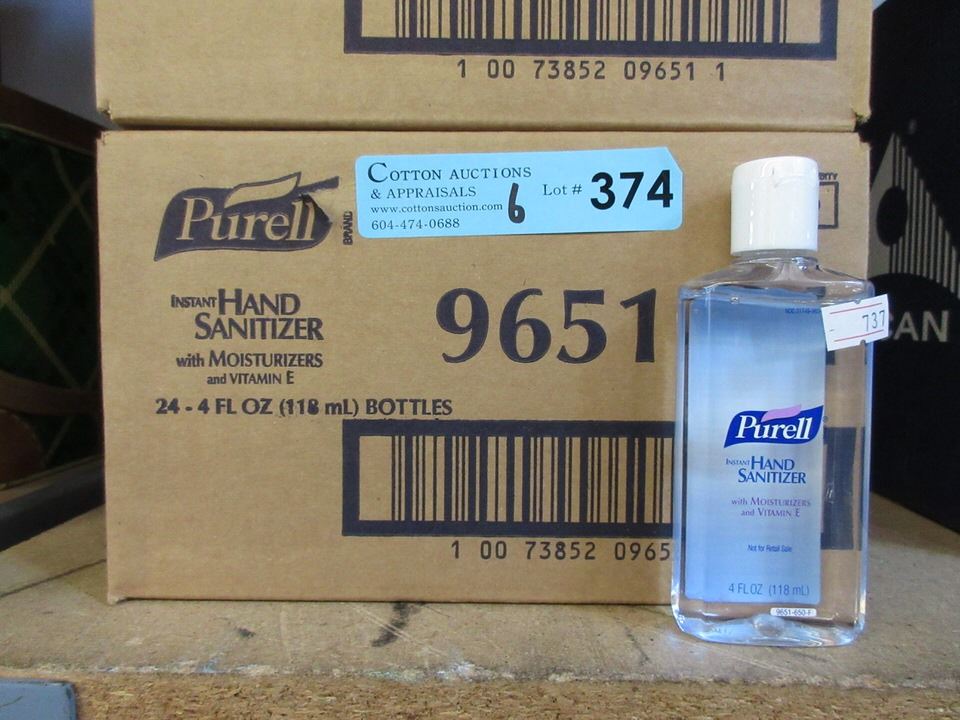 1 00 73852 09651 1
COTTON AUCTIONS
& APPRAISALS
www.cottonsauction.com
604-474-0688
6
Lot # 374
Purell
BRAND
INSTANT HAND
SANITIZER
with MOISTURIZERS
and VITAMIN E
9651
24 - 4 FL OZ (118 mL) BOTTLES
1 00 73852 0965
737
Purell
INSTANT HAND
SANITIZER
with MOISTURIZERS
and VITAMIN E
Not for Retail Sale
4 FL OZ (118 mL)
9651-650-F
AN